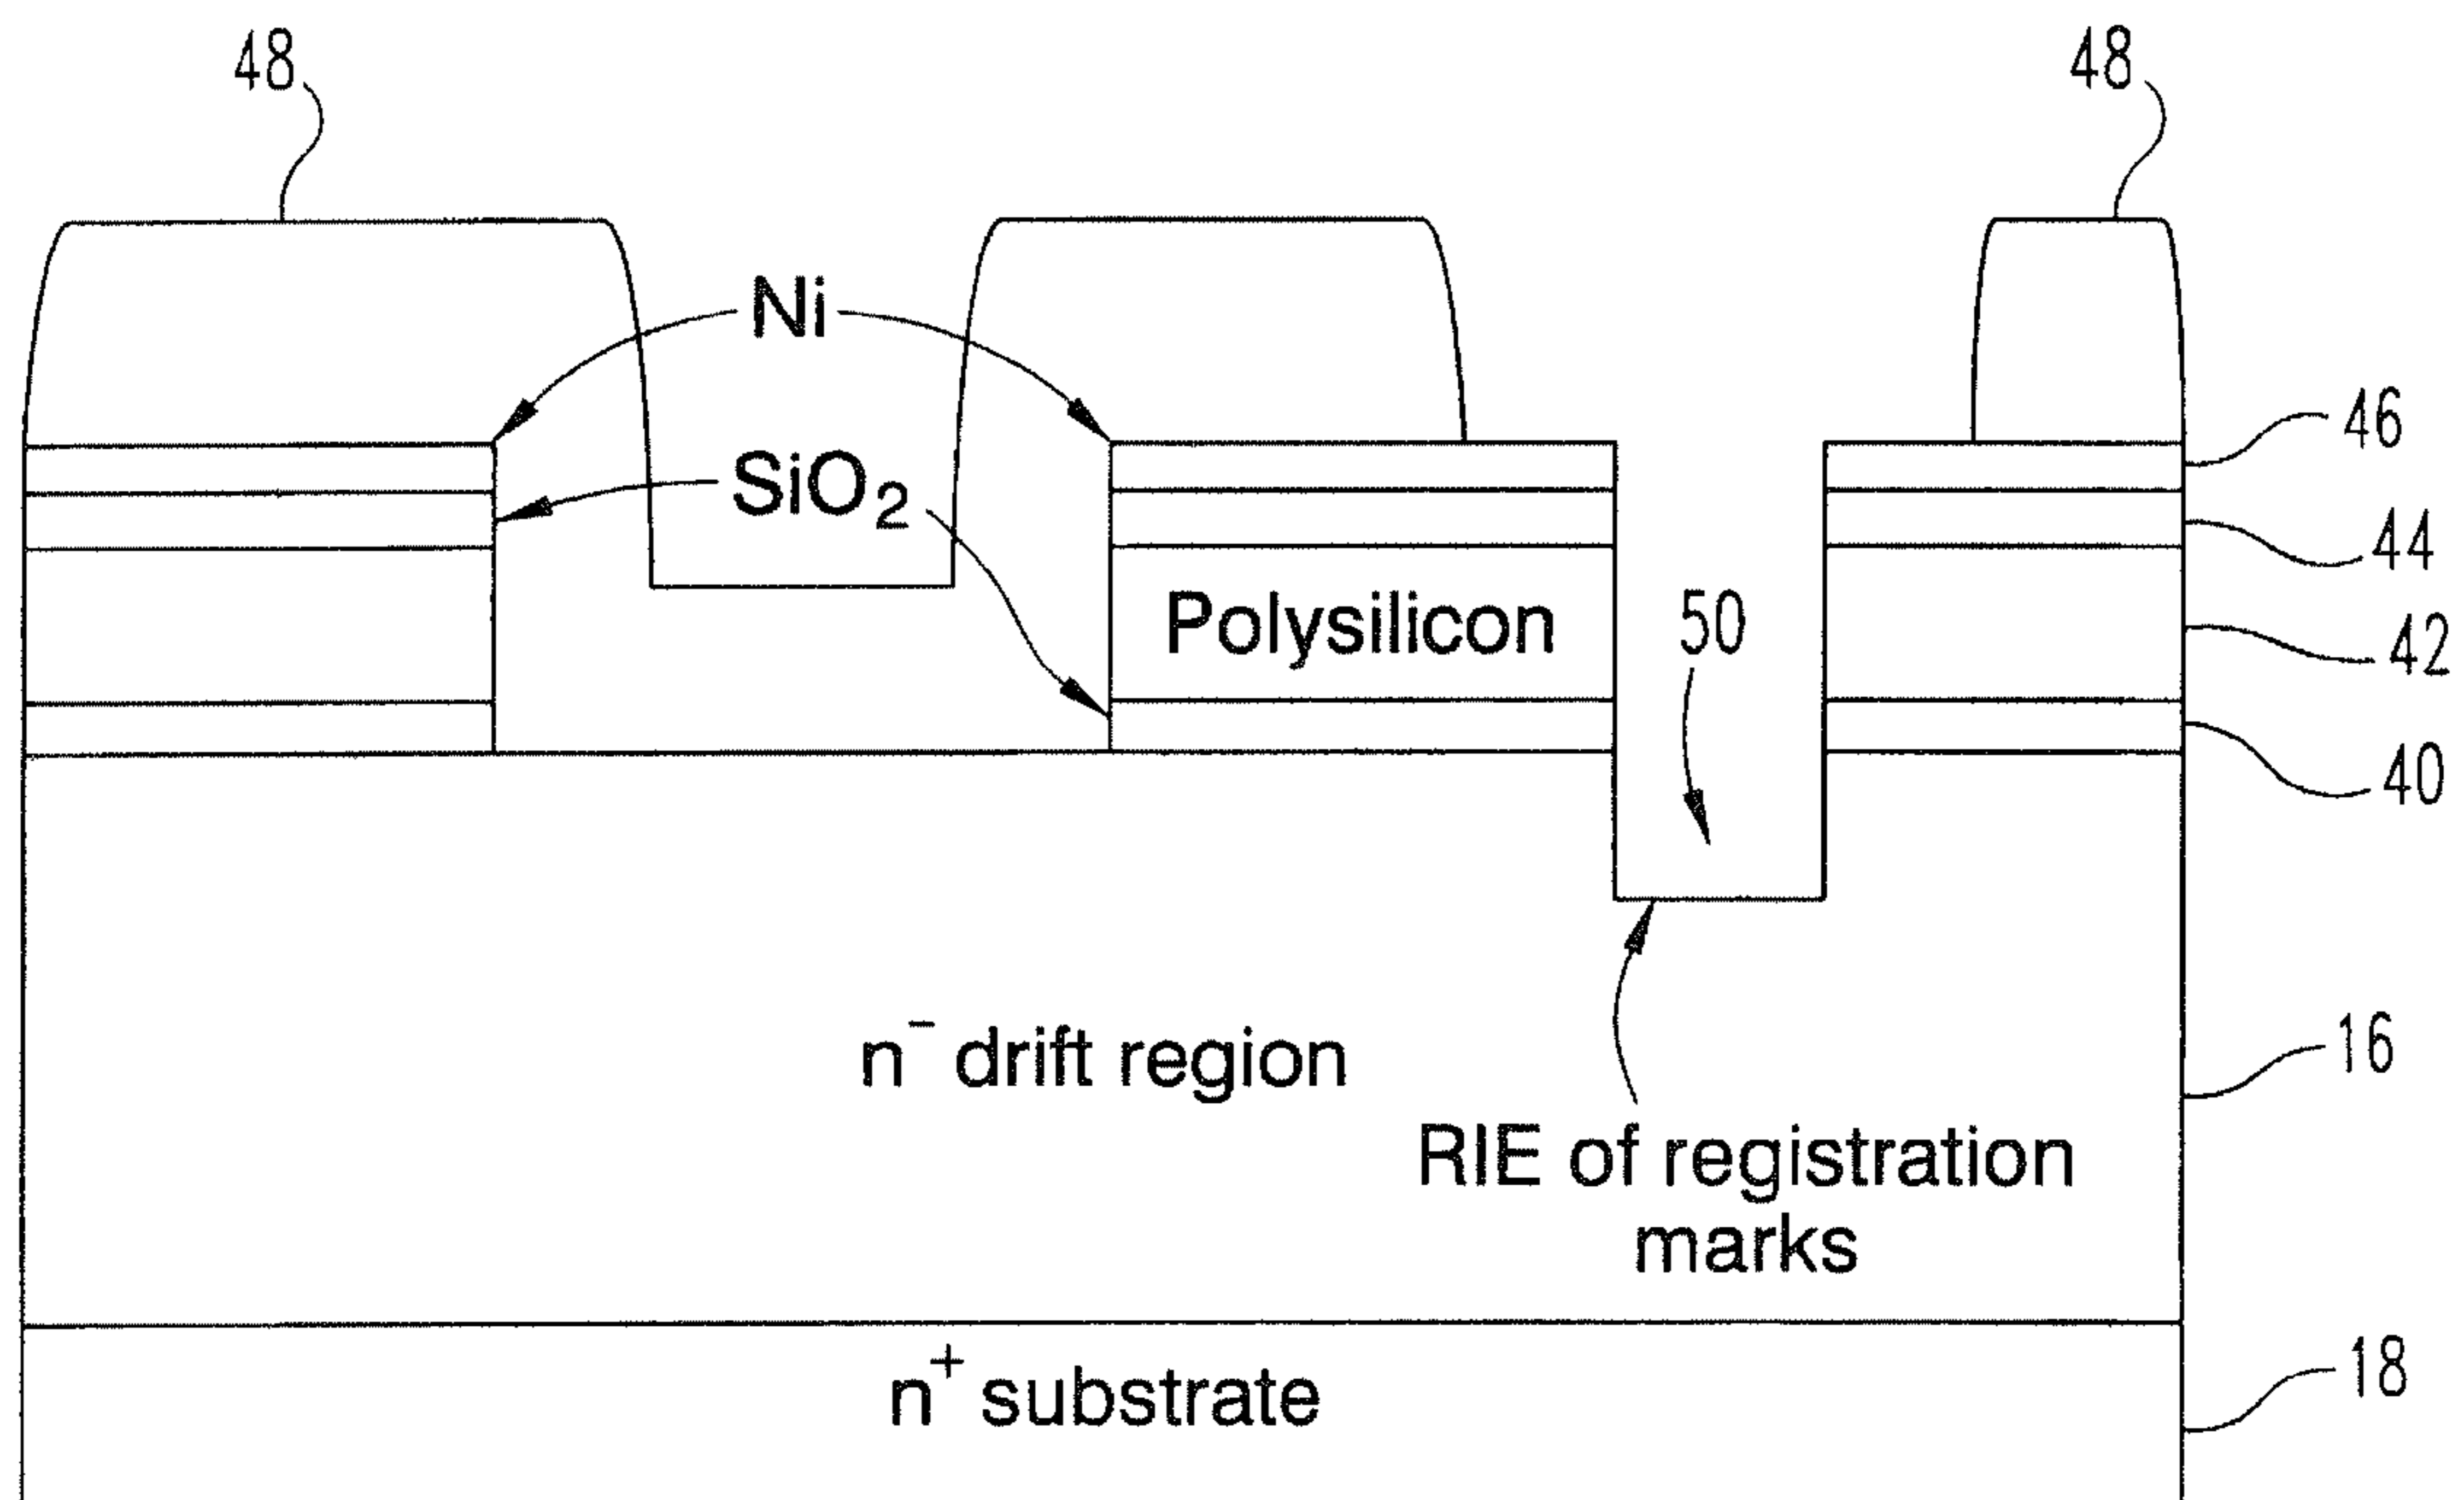 48
48
Ni
46
SiO₂
44
Polysilicon
50
42
40
n⁻ drift region
16
RIE of registration
marks
n⁺ substrate
18